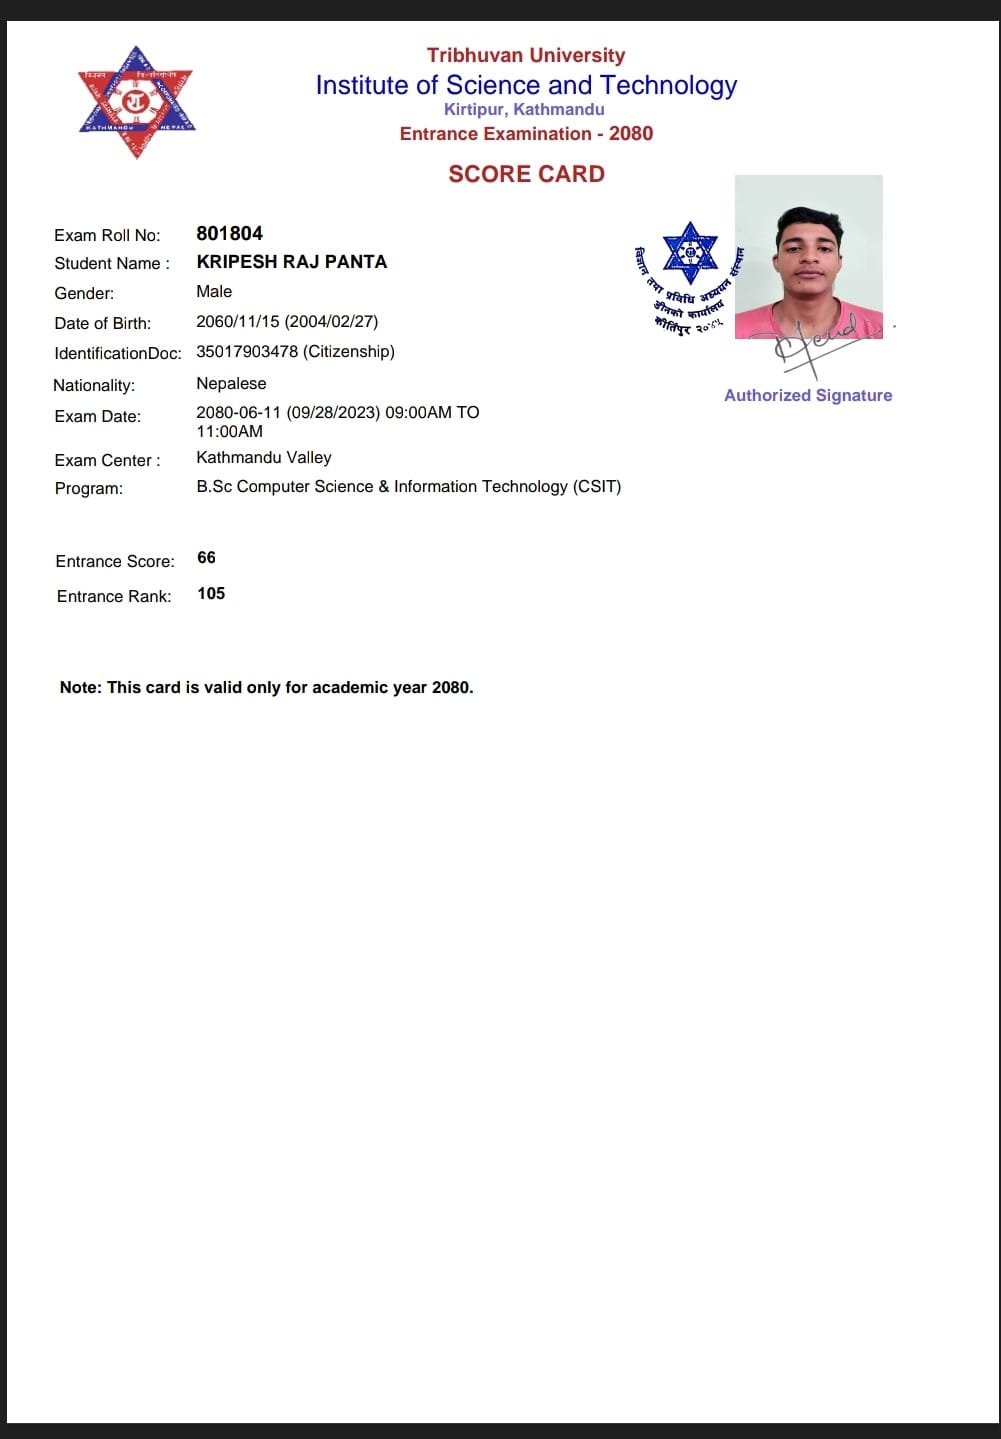 Tribhuvan University
Institute of Science and Technology
Kirtipur, Kathmandu
Entrance Examination - 2080
SCORE CARD
Exam Roll No: 801804
Student Name : KRIPESH RAJ PANTA
Gender: Male
Date of Birth: 2060/11/15 (2004/02/27)
IdentificationDoc: 35017903478 (Citizenship)
Nationality: Nepalese
Exam Date: 2080-06-11 (09/28/2023) 09:00AM TO
11:00AM
Exam Center : Kathmandu Valley
Program: B.Sc Computer Science & Information Technology (CSIT)
विज्ञान तथा प्रविधि अध्ययन संस्थान
डीनको कार्यालय
कीर्तिपुर २०४५
Authorized Signature
Entrance Score: 66
Entrance Rank: 105
Note: This card is valid only for academic year 2080.
KATHMANDU NEPAL